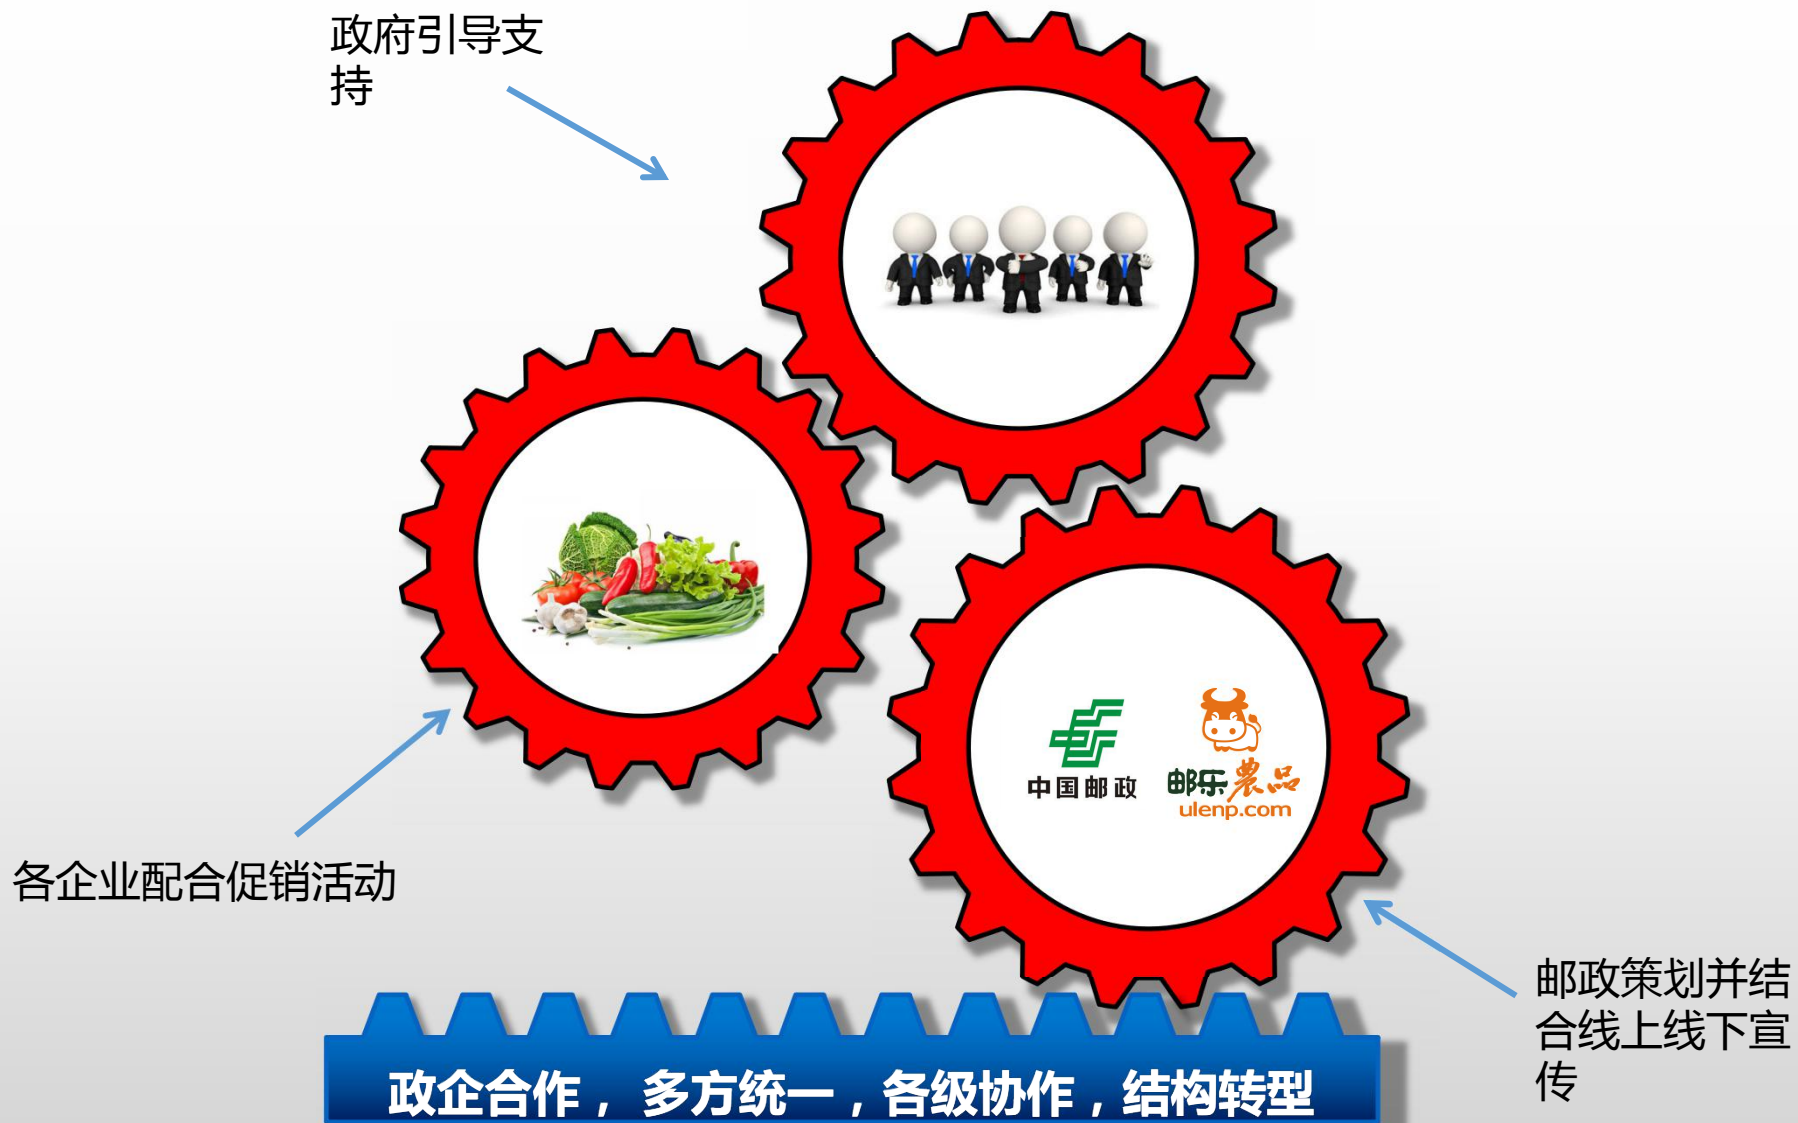 政府引导支
持
中国邮政
邮乐農品
ulenp.com
各企业配合促销活动
邮政策划并结
合线上线下宣
传
政企合作，多方统一，各级协作，结构转型